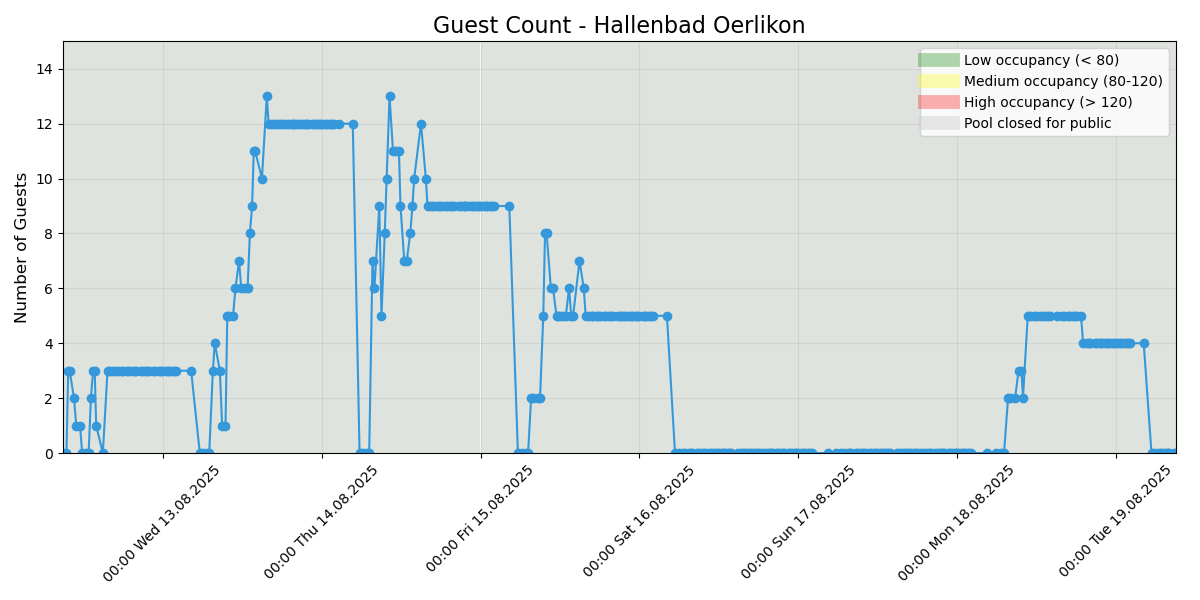 Guest Count - Hallenbad Oerlikon
Number of Guests
14
12
10
8
6
4
2
0
Low occupancy (< 80)
Medium occupancy (80-120)
High occupancy (> 120)
Pool closed for public
00:00 Wed 13.08.2025
00:00 Thu 14.08.2025
00:00 Fri 15.08.2025
00:00 Sat 16.08.2025
00:00 Sun 17.08.2025
00:00 Mon 18.08.2025
00:00 Tue 19.08.2025